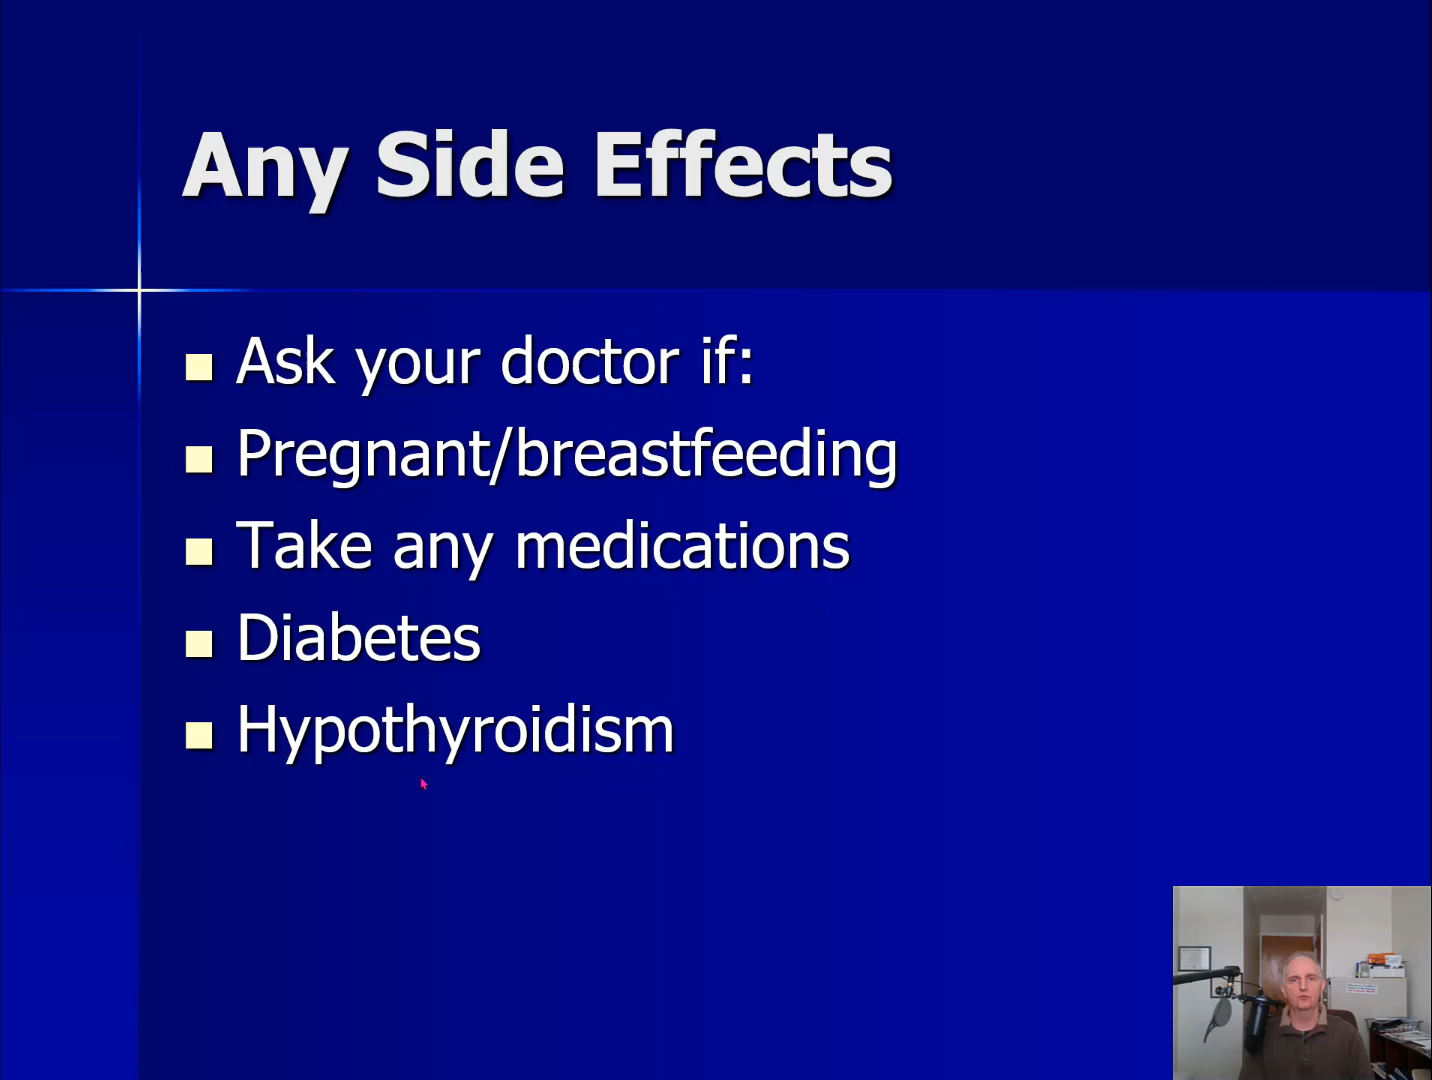 Any Side Effects
Ask your doctor if:
Pregnant/breastfeeding
Take any medications
Diabetes
Hypothyroidism